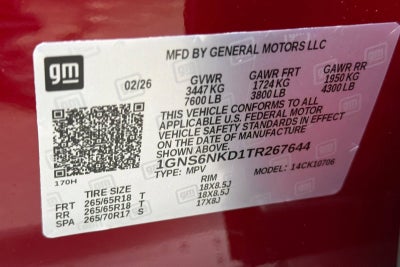 gm
MFD BY GENERAL MOTORS LLC
02/26 GVWR GAWR FRT GAWR RR
3447 KG 1724 KG 1950 KG
7600 LB 3800 LB 4300 LB
THIS VEHICLE CONFORMS TO ALL
APPLICABLE U.S. FEDERAL MOTOR
VEHICLE SAFETY STANDARDS IN EFFECT
ON THE DATE OF MANUFACTURE
SHOWN ABOVE.
1GNS6NKD1TR267644
170H TYPE: MPV MODEL: 14CK10706
TIRE SIZE RIM
FRT 265/65R18 T 18X8.5J
RR 265/65R18 T 18X8.5J
SPA 265/70R17 S 17X8J